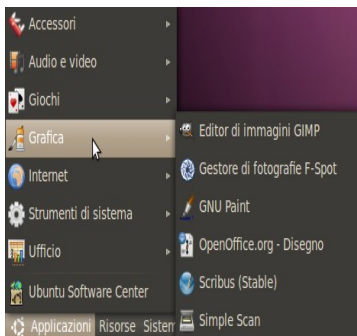 Accessori
Audio e video
Giochi
Grafica
Internet
Strumenti di sistema
Ufficio
Ubuntu Software Center
Applicazioni Risorse Sistem
Editor di immagini GIMP
Gestore di fotografie F-Spot
GNU Paint
OpenOffice.org - Disegno
Scribus (Stable)
Simple Scan